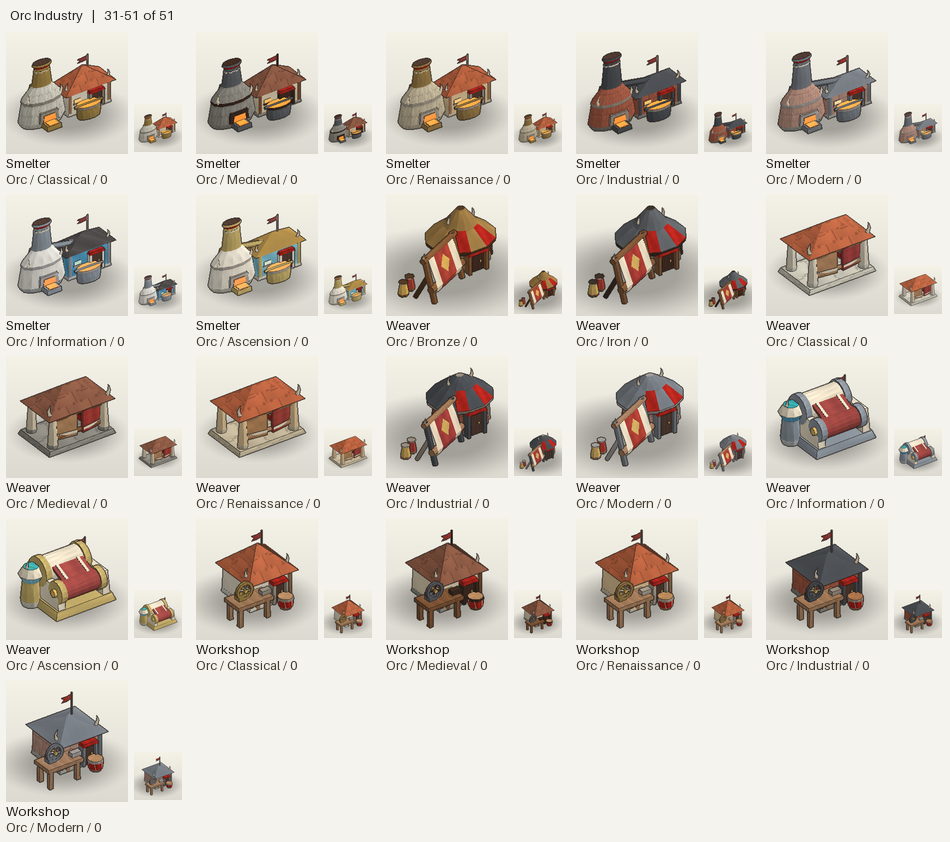 Orc Industry | 31-51 of 51
Smelter
Orc / Classical / 0
Smelter
Orc / Medieval / 0
Smelter
Orc / Renaissance / 0
Smelter
Orc / Industrial / 0
Smelter
Orc / Modern / 0
Smelter
Orc / Information / 0
Smelter
Orc / Ascension / 0
Weaver
Orc / Bronze / 0
Weaver
Orc / Iron / 0
Weaver
Orc / Classical / 0
Weaver
Orc / Medieval / 0
Weaver
Orc / Renaissance / 0
Weaver
Orc / Industrial / 0
Weaver
Orc / Modern / 0
Weaver
Orc / Information / 0
Weaver
Orc / Ascension / 0
Workshop
Orc / Classical / 0
Workshop
Orc / Medieval / 0
Workshop
Orc / Renaissance / 0
Workshop
Orc / Industrial / 0
Workshop
Orc / Modern / 0